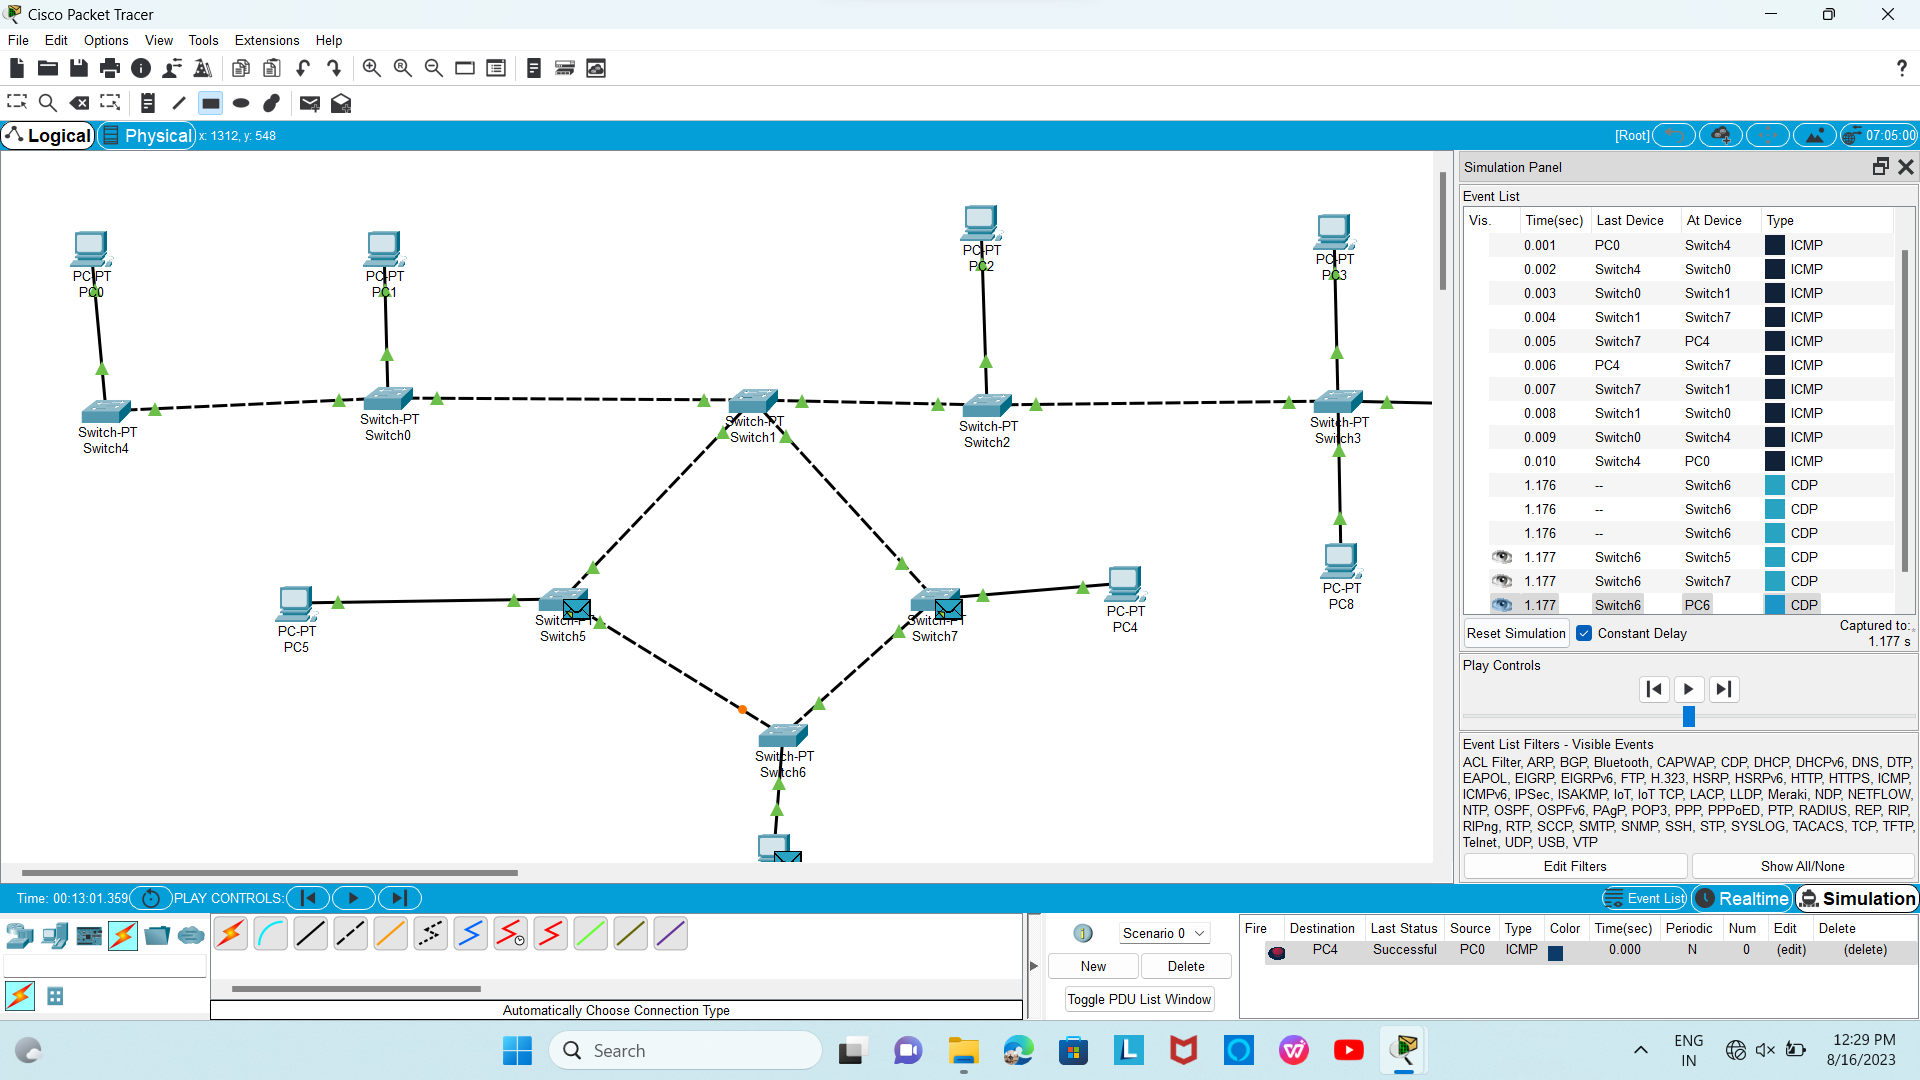 Cisco Packet Tracer
File Edit Options View Tools Extensions Help
?
Logical Physical x: 1312, y: 548
[Root] 07:05:00
PC-PT
PC0
PC-PT
PC1
PC-PT
PC2
PC-PT
PC3
Switch-PT
Switch4
Switch-PT
Switch0
Switch-PT
Switch1
Switch-PT
Switch2
Switch-PT
Switch3
PC-PT
PC5
Switch-PT
Switch5
Switch-PT
Switch7
PC-PT
PC4
PC-PT
PC8
Switch-PT
Switch6
Simulation Panel
Event List
Vis. Time(sec) Last Device At Device Type
0.001 PC0 Switch4 ICMP
0.002 Switch4 Switch0 ICMP
0.003 Switch0 Switch1 ICMP
0.004 Switch1 Switch7 ICMP
0.005 Switch7 PC4 ICMP
0.006 PC4 Switch7 ICMP
0.007 Switch7 Switch1 ICMP
0.008 Switch1 Switch0 ICMP
0.009 Switch0 Switch4 ICMP
0.010 Switch4 PC0 ICMP
1.176 -- Switch6 CDP
1.176 -- Switch6 CDP
1.176 -- Switch6 CDP
1.177 Switch6 Switch5 CDP
1.177 Switch6 Switch7 CDP
1.177 Switch6 PC6 CDP
Reset Simulation Constant Delay Captured to:
1.177 s
Play Controls
Event List Filters - Visible Events
ACL Filter, ARP, BGP, Bluetooth, CAPWAP, CDP, DHCP, DHCPv6, DNS, DTP,
EAPOL, EIGRP, EIGRPv6, FTP, H.323, HSRP, HSRPv6, HTTP, HTTPS, ICMP,
ICMPv6, IPSec, ISAKMP, IoT, IoT TCP, LACP, LLDP, Meraki, NDP, NETFLOW,
NTP, OSPF, OSPFv6, PAgP, POP3, PPP, PPPoED, PTP, RADIUS, REP, RIP,
RIPng, RTP, SCCP, SMTP, SNMP, SSH, STP, SYSLOG, TACACS, TCP, TFTP,
Telnet, UDP, USB, VTP
Edit Filters Show All/None
Time: 00:13:01.359 PLAY CONTROLS: Event List Realtime Simulation
Automatically Choose Connection Type
Scenario 0
New Delete
Toggle PDU List Window
Fire Destination Last Status Source Type Color Time(sec) Periodic Num Edit Delete
PC4 Successful PC0 ICMP 0.000 N 0 (edit) (delete)
Search
ENG
IN
12:29 PM
8/16/2023